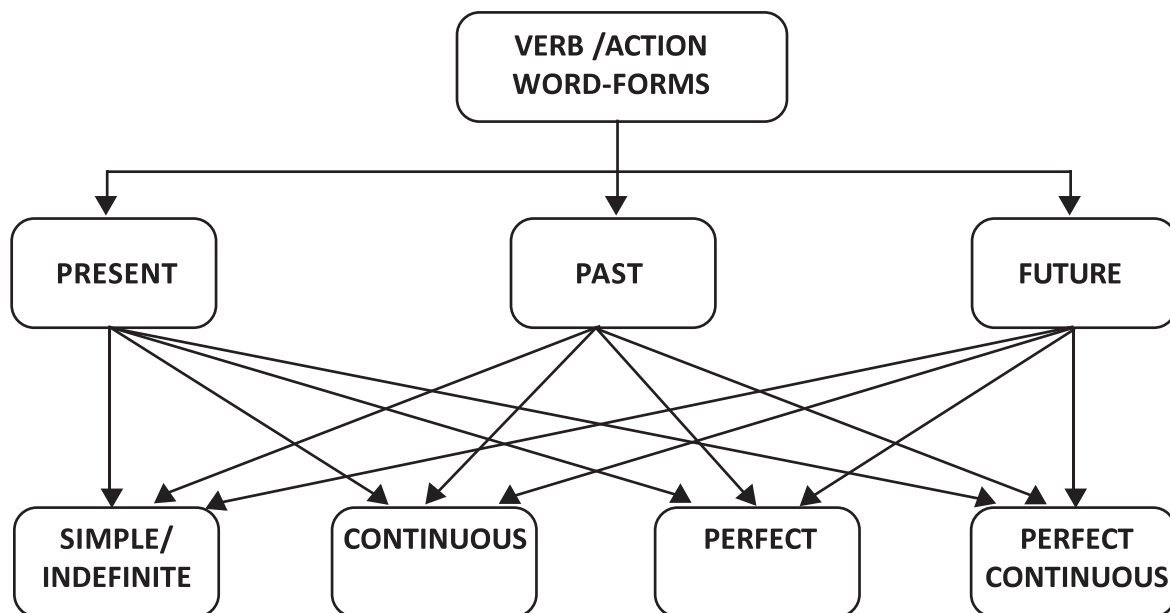 VERB /ACTION
WORD-FORMS
PRESENT
PAST
FUTURE
SIMPLE/
INDEFINITE
CONTINUOUS
PERFECT
PERFECT
CONTINUOUS